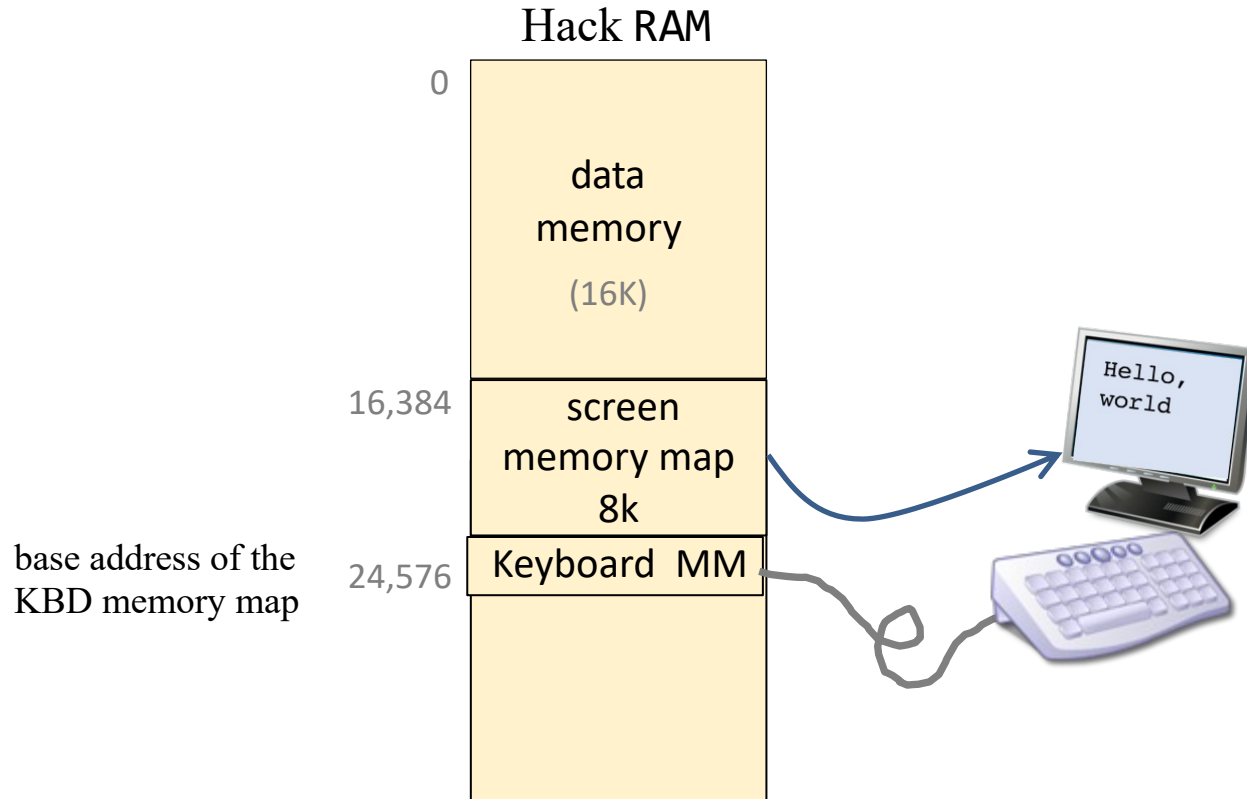 Hack RAM
0
data
memory
(16K)
16,384
screen
memory map
8k
Hello,
world
base address of the
KBD memory map
24,576
Keyboard MM